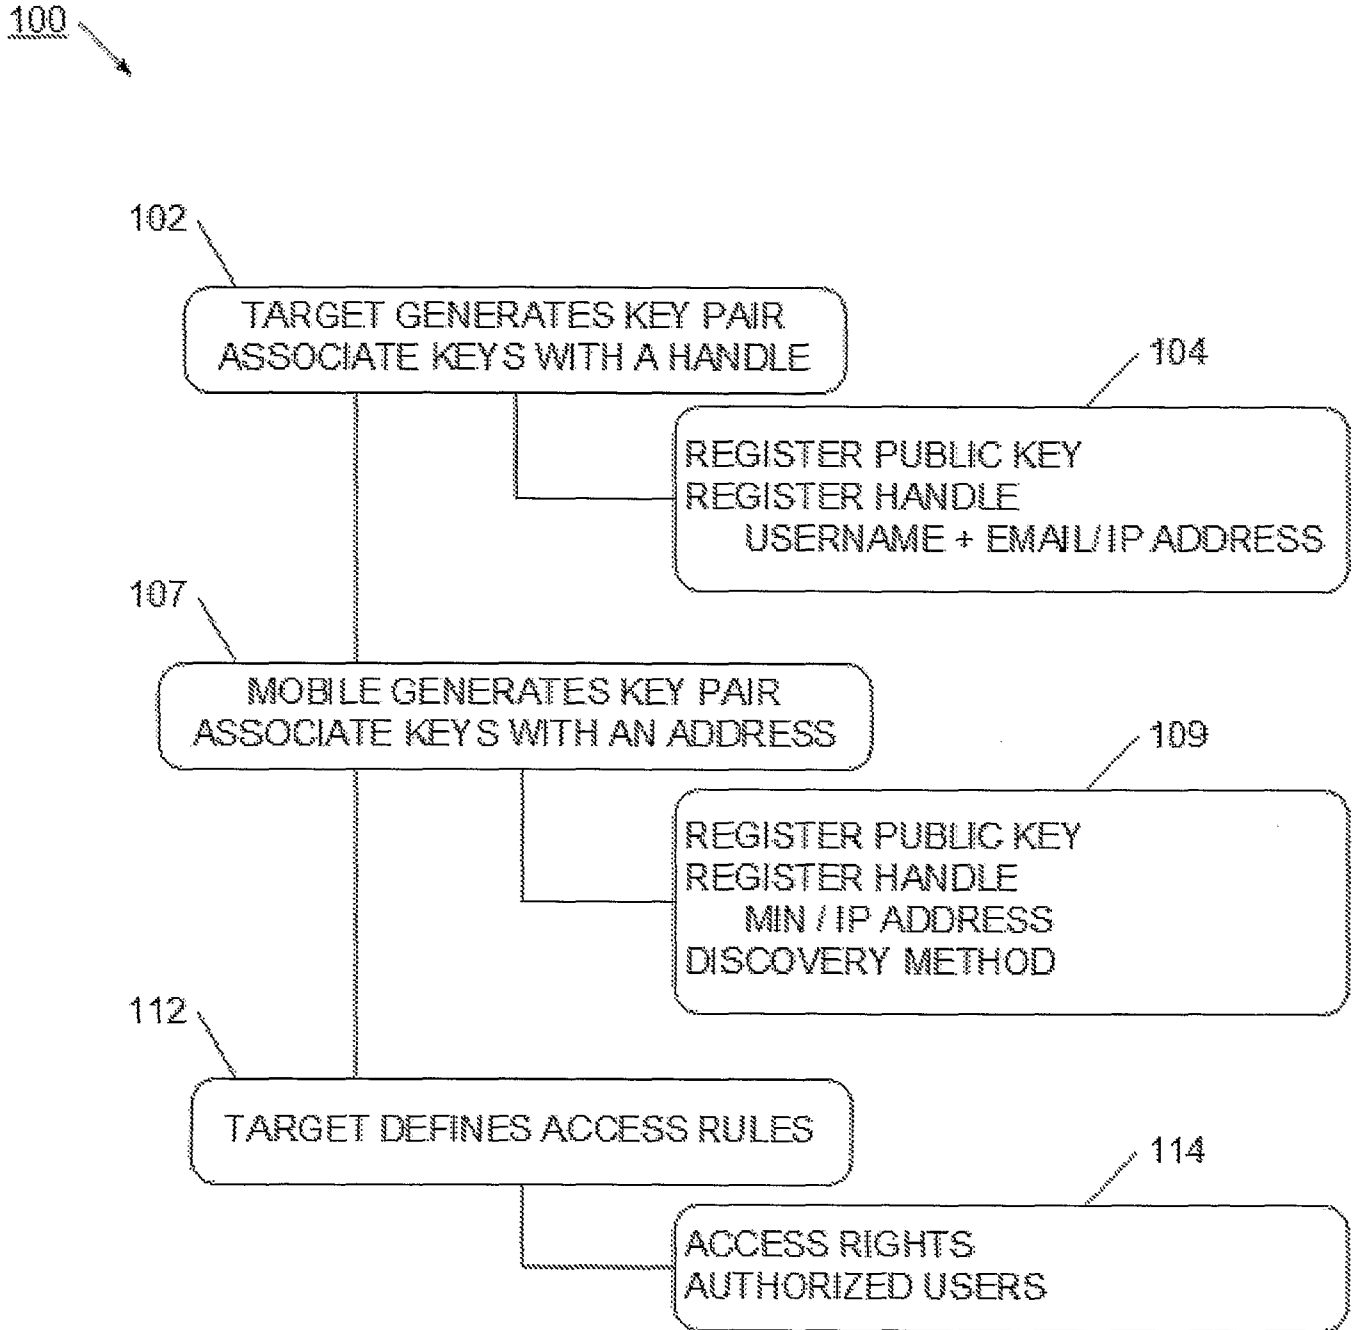 100
102
TARGET GENERATES KEY PAIR
ASSOCIATE KEYS WITH A HANDLE
104
REGISTER PUBLIC KEY
REGISTER HANDLE
USERNAME + EMAIL/IP ADDRESS
107
MOBILE GENERATES KEY PAIR
ASSOCIATE KEYS WITH AN ADDRESS
109
REGISTER PUBLIC KEY
REGISTER HANDLE
MIN / IP ADDRESS
DISCOVERY METHOD
112
TARGET DEFINES ACCESS RULES
114
ACCESS RIGHTS
AUTHORIZED USERS